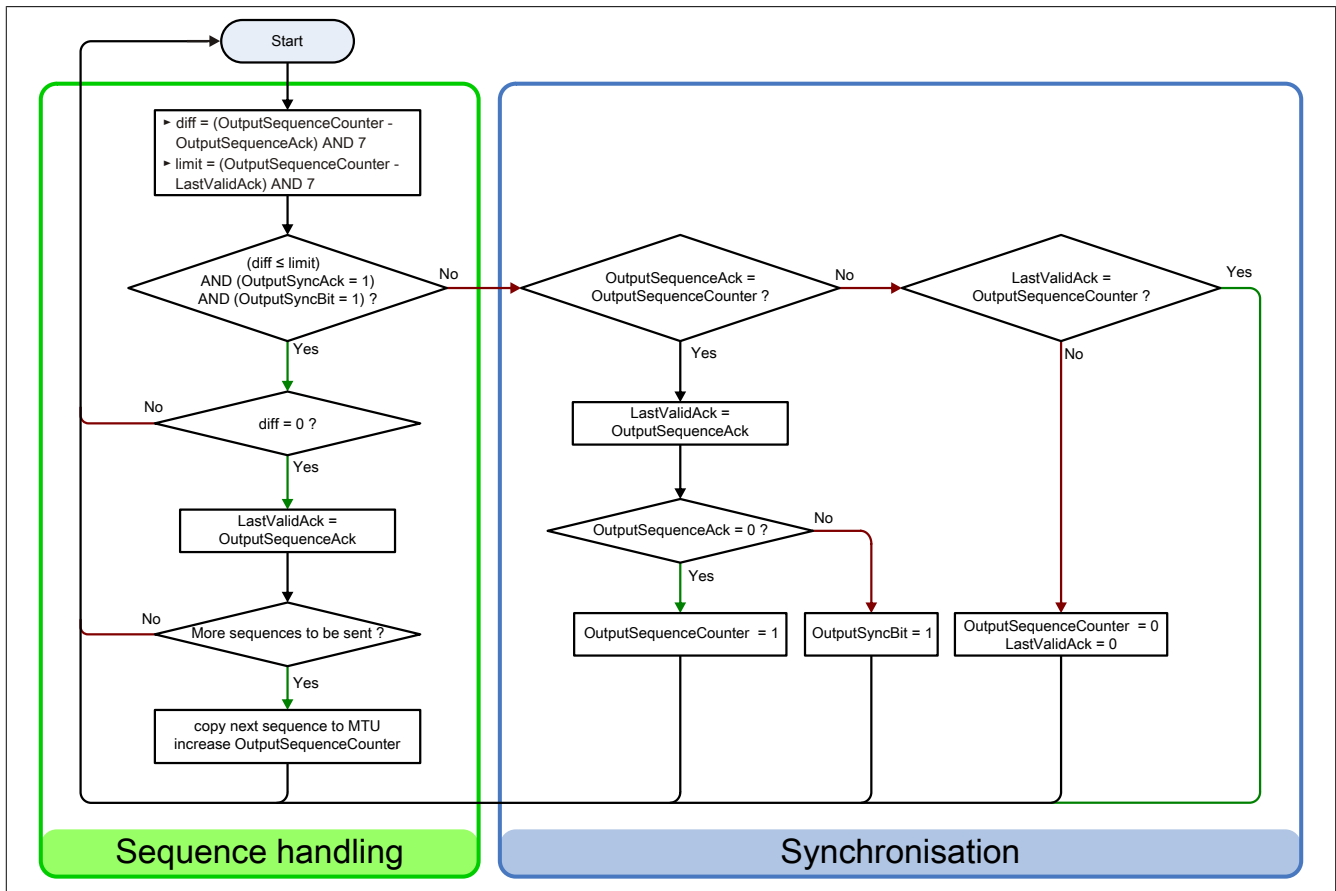 Start
► diff = (OutputSequenceCounter -
OutputSequenceAck) AND 7
► limit = (OutputSequenceCounter -
LastValidAck) AND 7
(diff ≤ limit)
AND (OutputSyncAck = 1)
AND (OutputSyncBit = 1) ?
No
Yes
diff = 0 ?
No
Yes
LastValidAck =
OutputSequenceAck
More sequences to be sent ?
No
Yes
copy next sequence to MTU
increase OutputSequenceCounter
Sequence handling
OutputSequenceAck =
OutputSequenceCounter ?
No
Yes
LastValidAck =
OutputSequenceAck
OutputSequenceAck = 0 ?
No
Yes
OutputSequenceCounter = 1
OutputSyncBit = 1
LastValidAck =
OutputSequenceCounter ?
Yes
No
OutputSequenceCounter = 0
LastValidAck = 0
Synchronisation